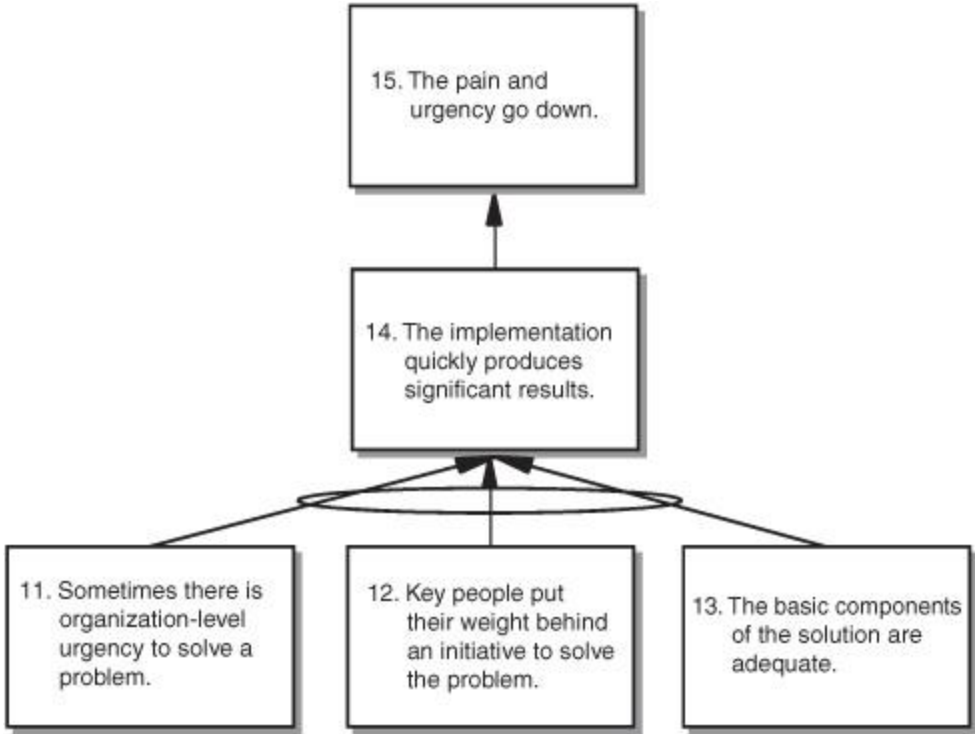 15. The pain and
urgency go down.
14. The implementation
quickly produces
significant results.
11. Sometimes there is
organization-level
urgency to solve a
problem.
12. Key people put
their weight behind
an initiative to solve
the problem.
13. The basic components
of the solution are
adequate.